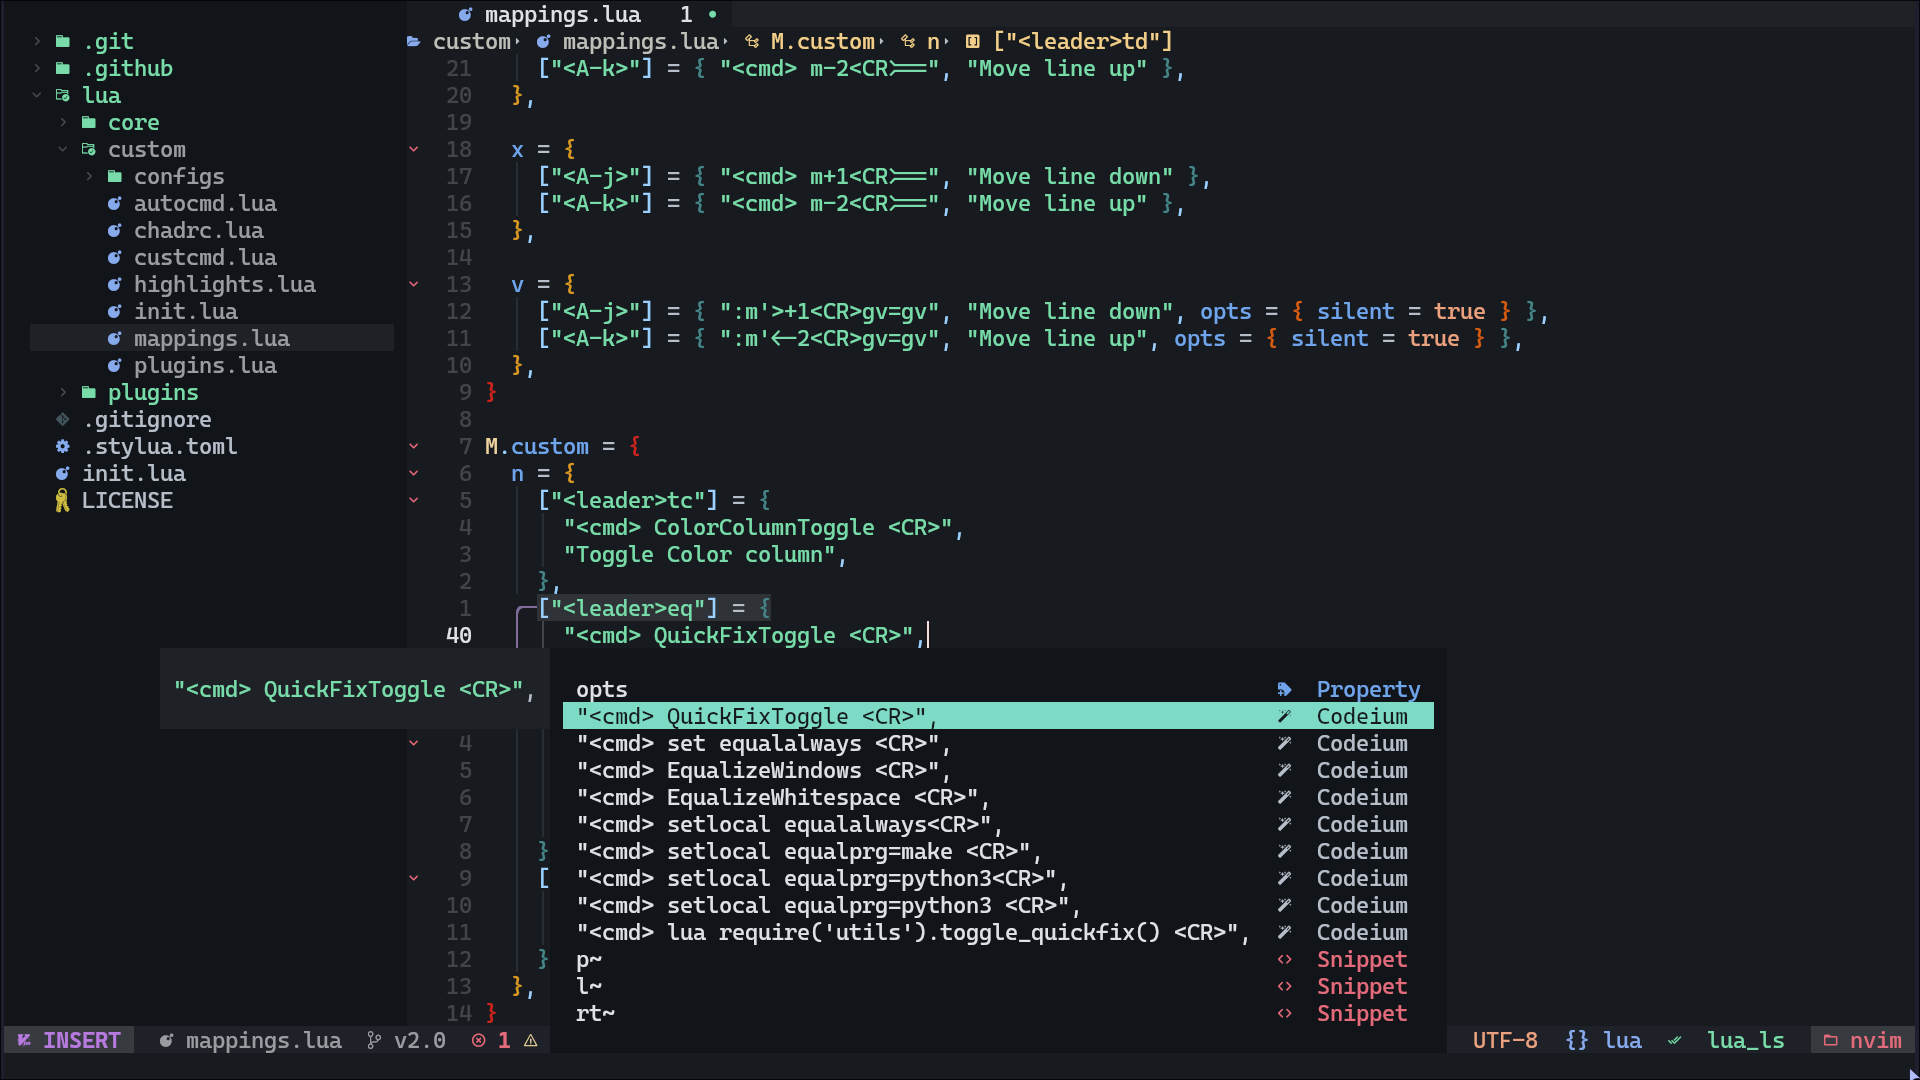 mappings.lua 1
.git
.github
lua
core
custom
configs
autocmd.lua
chadrc.lua
custcmd.lua
highlights.lua
init.lua
mappings.lua
plugins.lua
plugins
.gitignore
.stylua.toml
init.lua
LICENSE
custom mappings.lua M.custom n ["<leader>td"]
21 ["<A-k>"] = { "<cmd> m-2<CR>==", "Move line up" },
20 },
19
18 x = {
17 ["<A-j>"] = { "<cmd> m+1<CR>==", "Move line down" },
16 ["<A-k>"] = { "<cmd> m-2<CR>==", "Move line up" },
15 },
14
13 v = {
12 ["<A-j>"] = { ":m'>+1<CR>gv=gv", "Move line down", opts = { silent = true } },
11 ["<A-k>"] = { ":m'<-2<CR>gv=gv", "Move line up", opts = { silent = true } },
10 },
9 }
8
7 M.custom = {
6 n = {
5 ["<leader>tc"] = {
4 "<cmd> ColorColumnToggle <CR>",
3 "Toggle Color column",
2 },
1 ["<leader>eq"] = {
40 "<cmd> QuickFixToggle <CR>",
"<cmd> QuickFixToggle <CR>",
opts Property
"<cmd> QuickFixToggle <CR>", Codeium
4 "<cmd> set equalalways <CR>", Codeium
5 "<cmd> EqualizeWindows <CR>", Codeium
6 "<cmd> EqualizeWhitespace <CR>", Codeium
7 "<cmd> setlocal equalalways<CR>", Codeium
8 } "<cmd> setlocal equalprg=make <CR>", Codeium
9 [ "<cmd> setlocal equalprg=python3<CR>", Codeium
10 "<cmd> setlocal equalprg=python3 <CR>", Codeium
11 "<cmd> lua require('utils').toggle_quickfix() <CR>", Codeium
12 } p~ Snippet
13 }, l~ Snippet
14 } rt~ Snippet
INSERT mappings.lua v2.0 1 UTF-8 {} lua lua_ls nvim